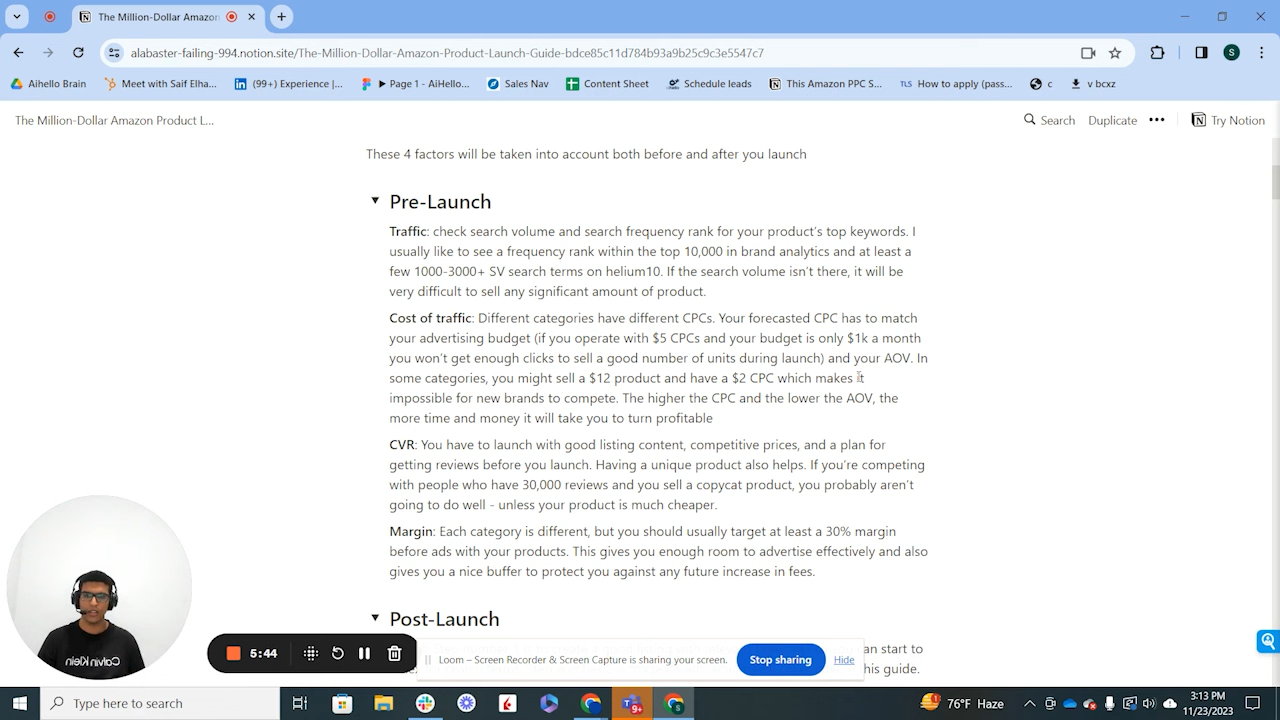 The Million-Dollar Amazon
alabaster-failing-994.notion.site/The-Million-Dollar-Amazon-Product-Launch-Guide-bdce85c11d784b93a9b25c9c3e5547c7
S
Aihello Brain
Meet with Saif Elha...
(99+) Experience |...
Page 1 - AiHello...
Sales Nav
Content Sheet
Schedule leads
This Amazon PPC S...
TLS How to apply (pass...
c
v bcxz
The Million-Dollar Amazon Product L...
Search
Duplicate
Try Notion
These 4 factors will be taken into account both before and after you launch
Pre-Launch
Traffic: check search volume and search frequency rank for your product's top keywords. I
usually like to see a frequency rank within the top 10,000 in brand analytics and at least a
few 1000-3000+ SV search terms on helium10. If the search volume isn't there, it will be
very difficult to sell any significant amount of product.
Cost of traffic: Different categories have different CPCs. Your forecasted CPC has to match
your advertising budget (if you operate with $5 CPCs and your budget is only $1k a month
you won't get enough clicks to sell a good number of units during launch) and your AOV. In
some categories, you might sell a $12 product and have a $2 CPC which makes it
impossible for new brands to compete. The higher the CPC and the lower the AOV, the
more time and money it will take you to turn profitable
CVR: You have to launch with good listing content, competitive prices, and a plan for
getting reviews before you launch. Having a unique product also helps. If you're competing
with people who have 30,000 reviews and you sell a copycat product, you probably aren't
going to do well - unless your product is much cheaper.
Margin: Each category is different, but you should usually target at least a 30% margin
before ads with your products. This gives you enough room to advertise effectively and also
gives you a nice buffer to protect you against any future increase in fees.
Post-Launch
an start to
his guide.
Calvin Klein
5:44
Loom – Screen Recorder & Screen Capture is sharing your screen.
Stop sharing
Hide
Type here to search
9+
S
1
76°F Haze
3:13 PM
11/23/2023